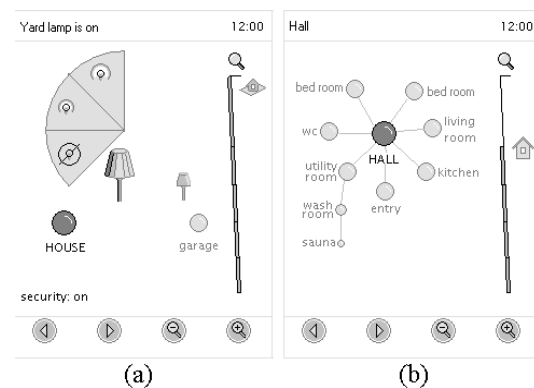 Yard lamp is on 12:00
HOUSE
garage
security: on
(a)
Hall 12:00
bed room
bed room
wc
living
room
HALL
utility
room
kitchen
wash
room
entry
sauna
(b)